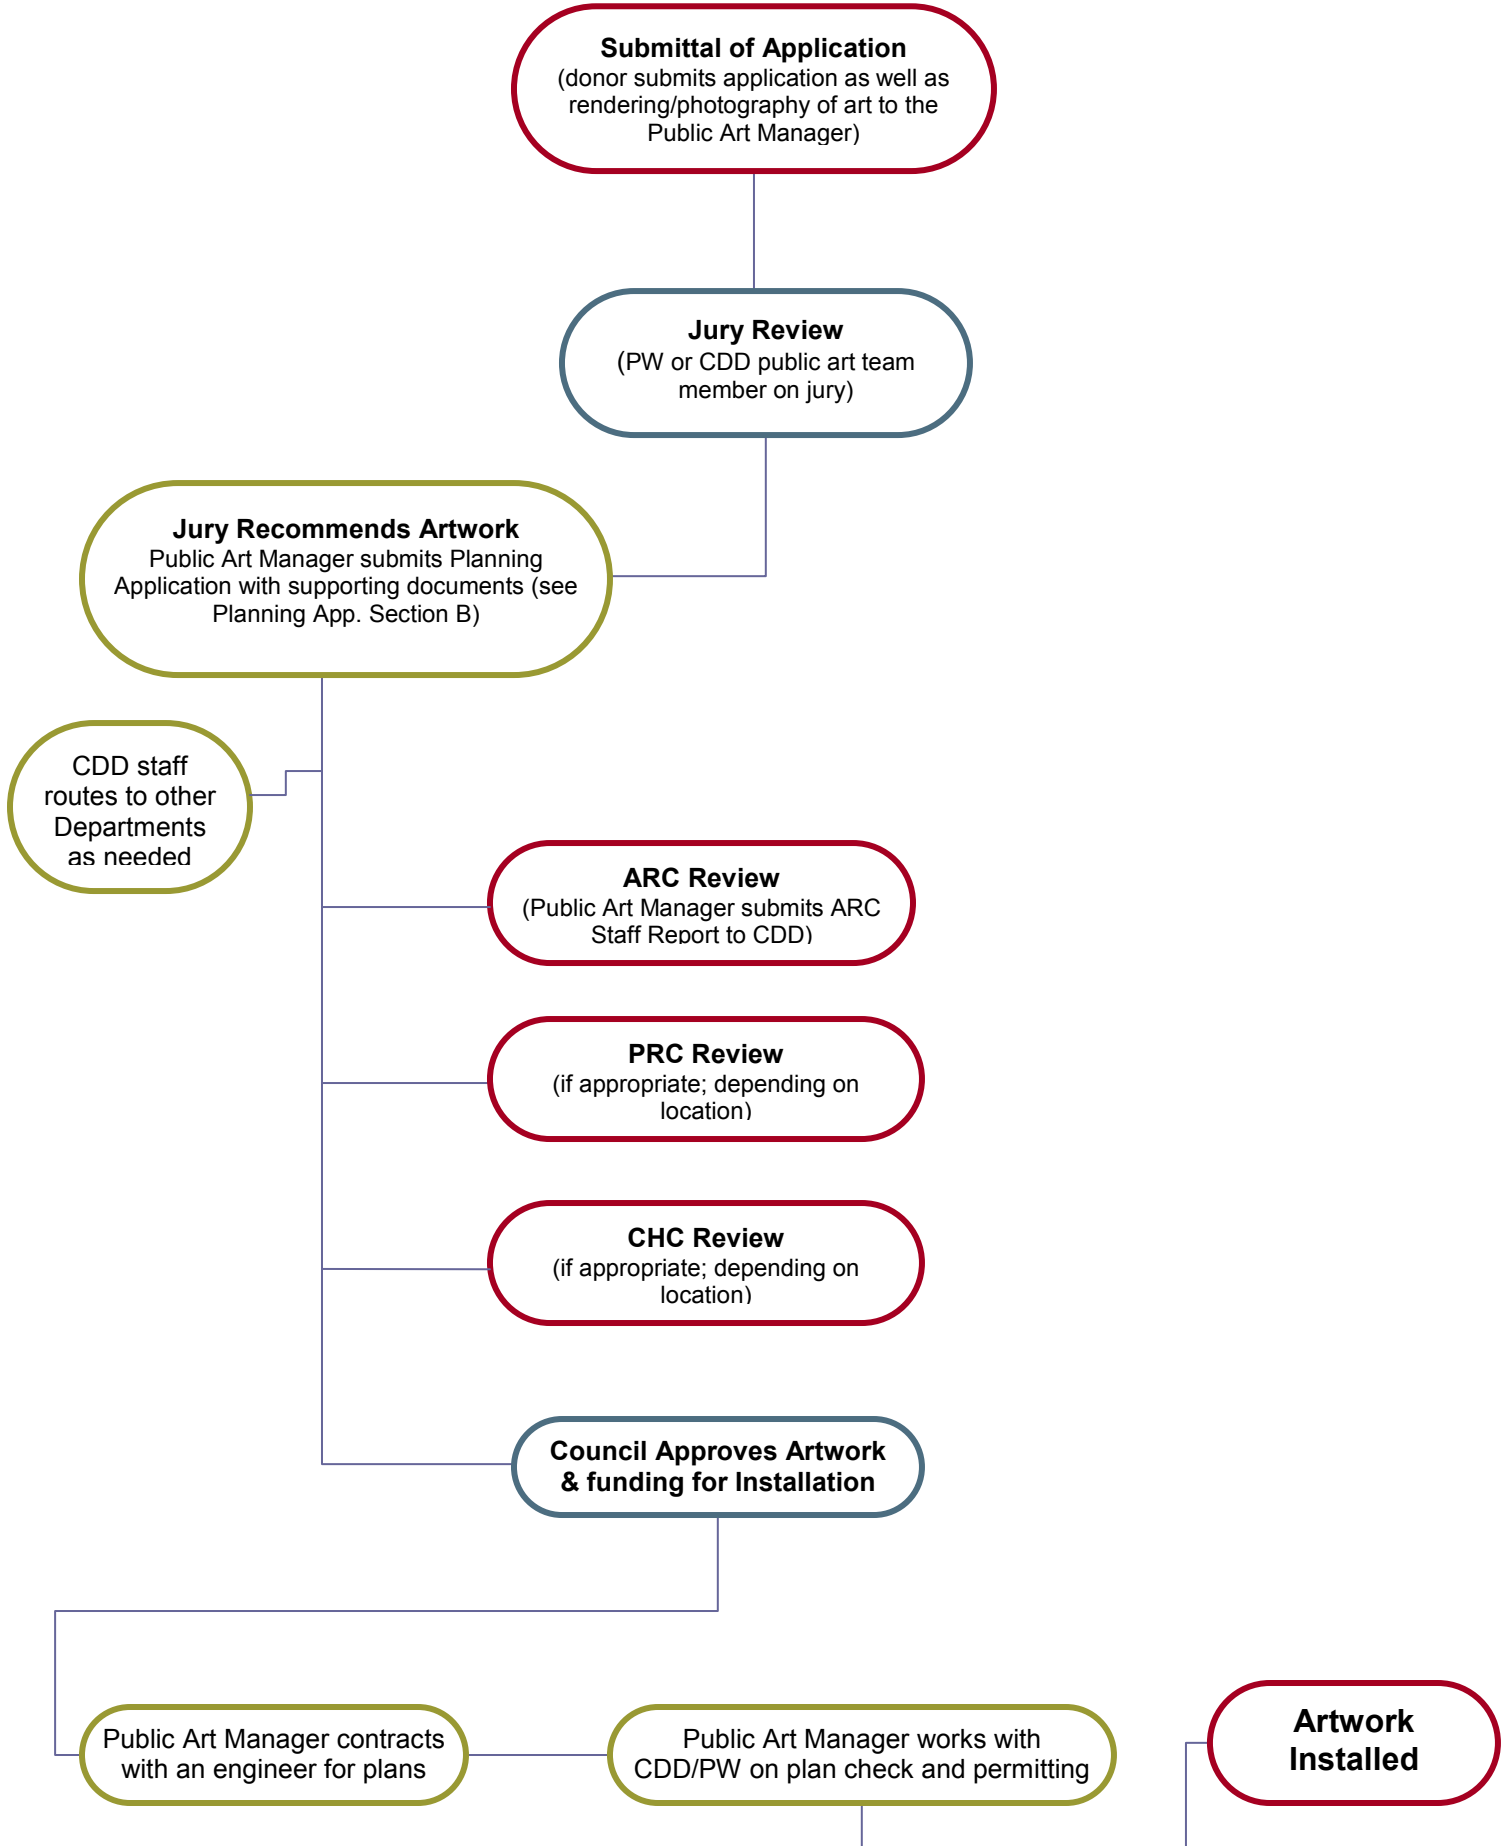 Submittal of Application
(donor submits application as well as
rendering/photography of art to the
Public Art Manager)
Jury Review
(PW or CDD public art team
member on jury)
Jury Recommends Artwork
Public Art Manager submits Planning
Application with supporting documents (see
Planning App. Section B)
CDD staff
routes to other
Departments
as needed
ARC Review
(Public Art Manager submits ARC
Staff Report to CDD)
PRC Review
(if appropriate; depending on
location)
CHC Review
(if appropriate; depending on
location)
Council Approves Artwork
& funding for Installation
Public Art Manager contracts
with an engineer for plans
Public Art Manager works with
CDD/PW on plan check and permitting
Artwork
Installed